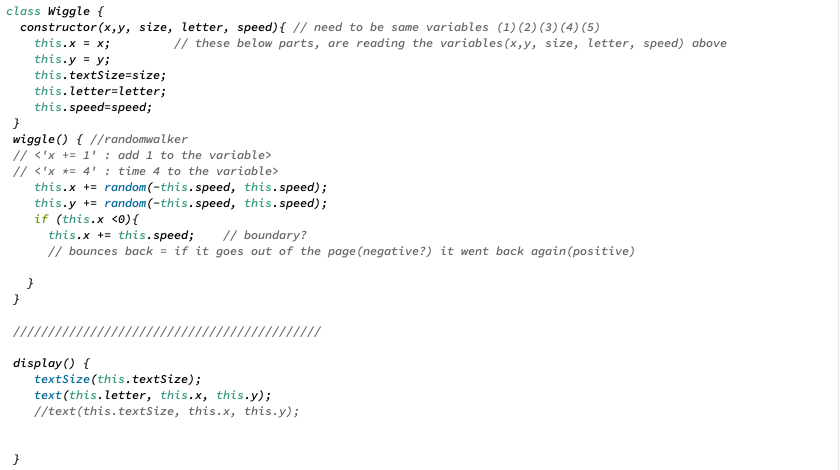 class Wiggle {
constructor(x,y, size, letter, speed){ // need to be same variables (1)(2)(3)(4)(5)
this.x = x; // these below parts, are reading the variables(x,y, size, letter, speed) above
this.y = y;
this.textSize=size;
this.letter=letter;
this.speed=speed;
}
wiggle() { //randomwalker
// <'x += 1' : add 1 to the variable>
// <'x *= 4' : time 4 to the variable>
this.x += random(-this.speed, this.speed);
this.y += random(-this.speed, this.speed);
if (this.x <0){
this.x += this.speed; // boundary?
// bounces back = if it goes out of the page(negative?) it went back again(positive)
}
}
////////////////////////////////////////////
display() {
textSize(this.textSize);
text(this.letter, this.x, this.y);
//text(this.textSize, this.x, this.y);
}